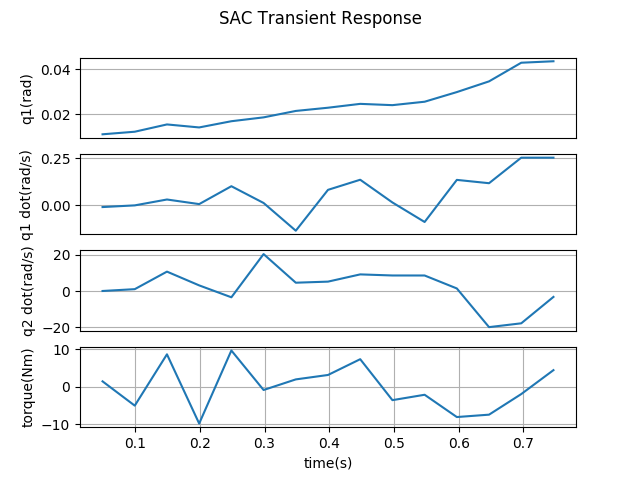 SAC Transient Response
q1(rad)
0.04
0.02
q1 dot(rad/s)
0.25
0.00
q2 dot(rad/s)
20
0
−20
torque(Nm)
10
0
−10
0.1 0.2 0.3 0.4 0.5 0.6 0.7
time(s)